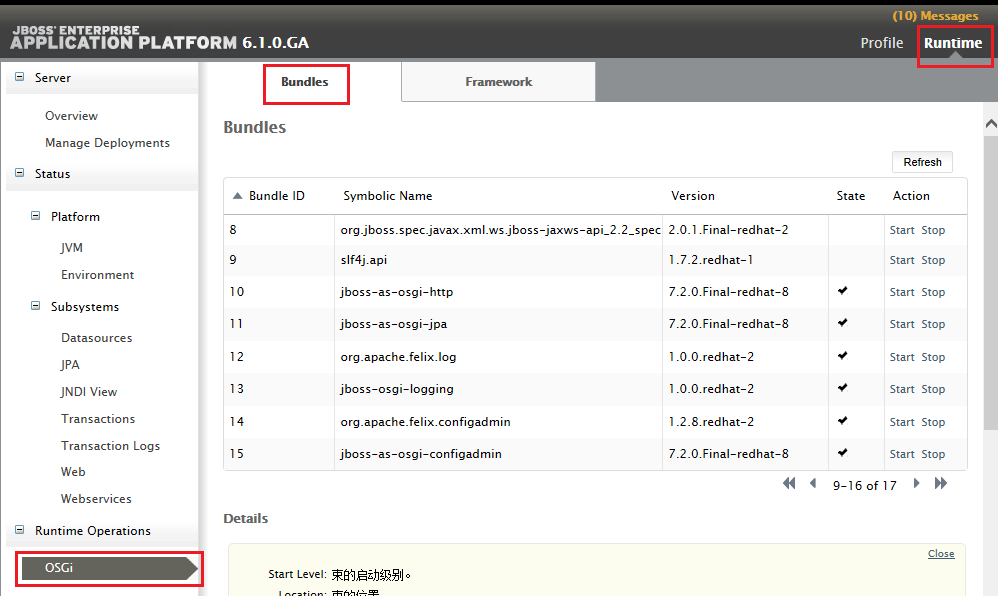 (10) Messages
JBOSS® ENTERPRISE
APPLICATION PLATFORM 6.1.0.GA
Profile Runtime
Server
Overview
Manage Deployments
Status
Platform
JVM
Environment
Subsystems
Datasources
JPA
JNDI View
Transactions
Transaction Logs
Web
Webservices
Runtime Operations
OSGi
Bundles Framework
Bundles
Refresh
Bundle ID Symbolic Name Version State Action
8 org.jboss.spec.javax.xml.ws.jboss-jaxws-api_2.2_spec 2.0.1.Final-redhat-2 Start Stop
9 slf4j.api 1.7.2.redhat-1 Start Stop
10 jboss-as-osgi-http 7.2.0.Final-redhat-8 ✔ Start Stop
11 jboss-as-osgi-jpa 7.2.0.Final-redhat-8 ✔ Start Stop
12 org.apache.felix.log 1.0.0.redhat-2 ✔ Start Stop
13 jboss-osgi-logging 1.0.0.redhat-2 ✔ Start Stop
14 org.apache.felix.configadmin 1.2.8.redhat-2 ✔ Start Stop
15 jboss-as-osgi-configadmin 7.2.0.Final-redhat-8 ✔ Start Stop
9-16 of 17
Details
Close
Start Level: 束的启动级别。
Location: 束的位置